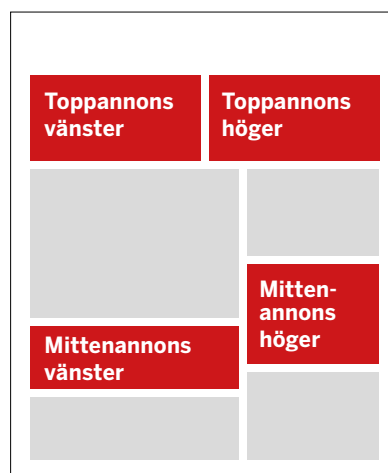 Toppannons
vänster
Toppannons
höger
Mitten-
annons
höger
Mittenannons
vänster